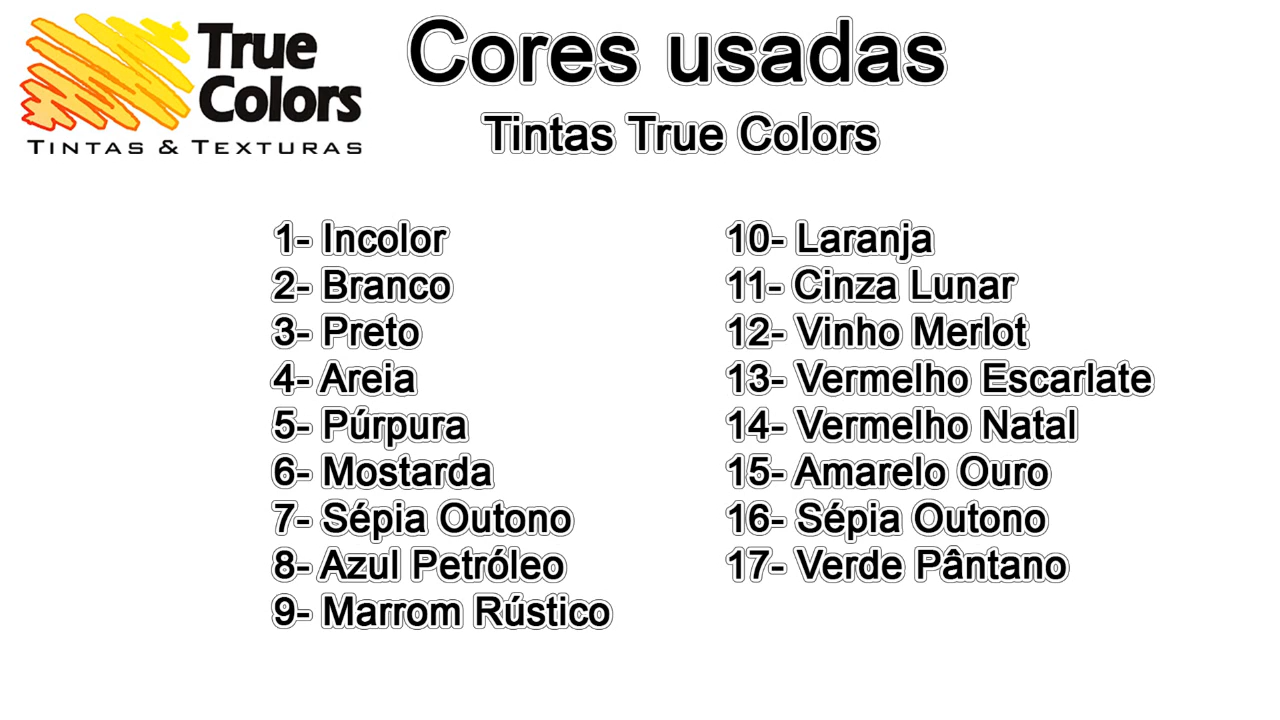 True
Colors
TINTAS & TEXTURAS
Cores usadas
Tintas True Colors
1- Incolor
2- Branco
3- Preto
4- Areia
5- Púrpura
6- Mostarda
7- Sépia Outono
8- Azul Petróleo
9- Marrom Rústico
10- Laranja
11- Cinza Lunar
12- Vinho Merlot
13- Vermelho Escarlate
14- Vermelho Natal
15- Amarelo Ouro
16- Sépia Outono
17- Verde Pântano